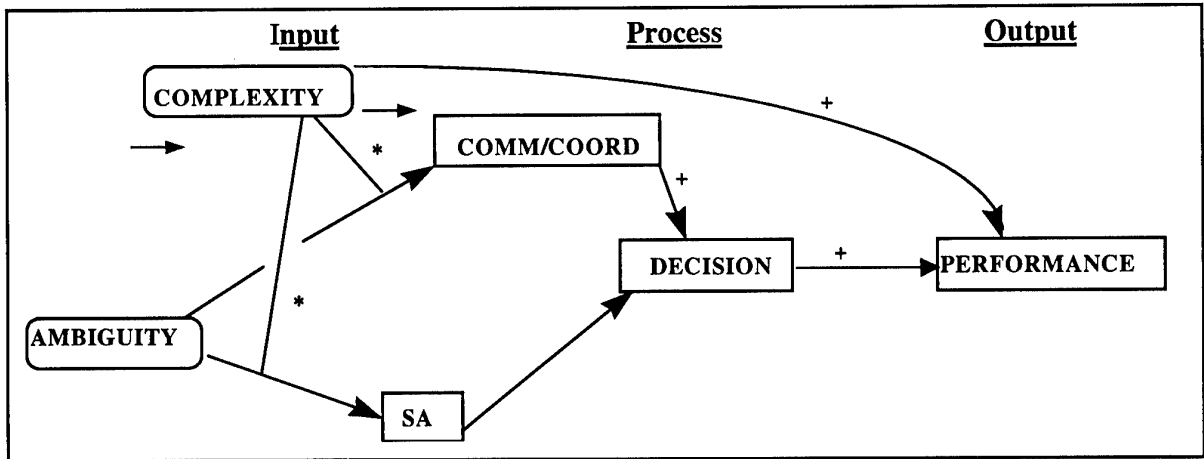 Input Process Output
COMPLEXITY
+
*
COMM/COORD
+
DECISION
+
PERFORMANCE
*
AMBIGUITY
SA